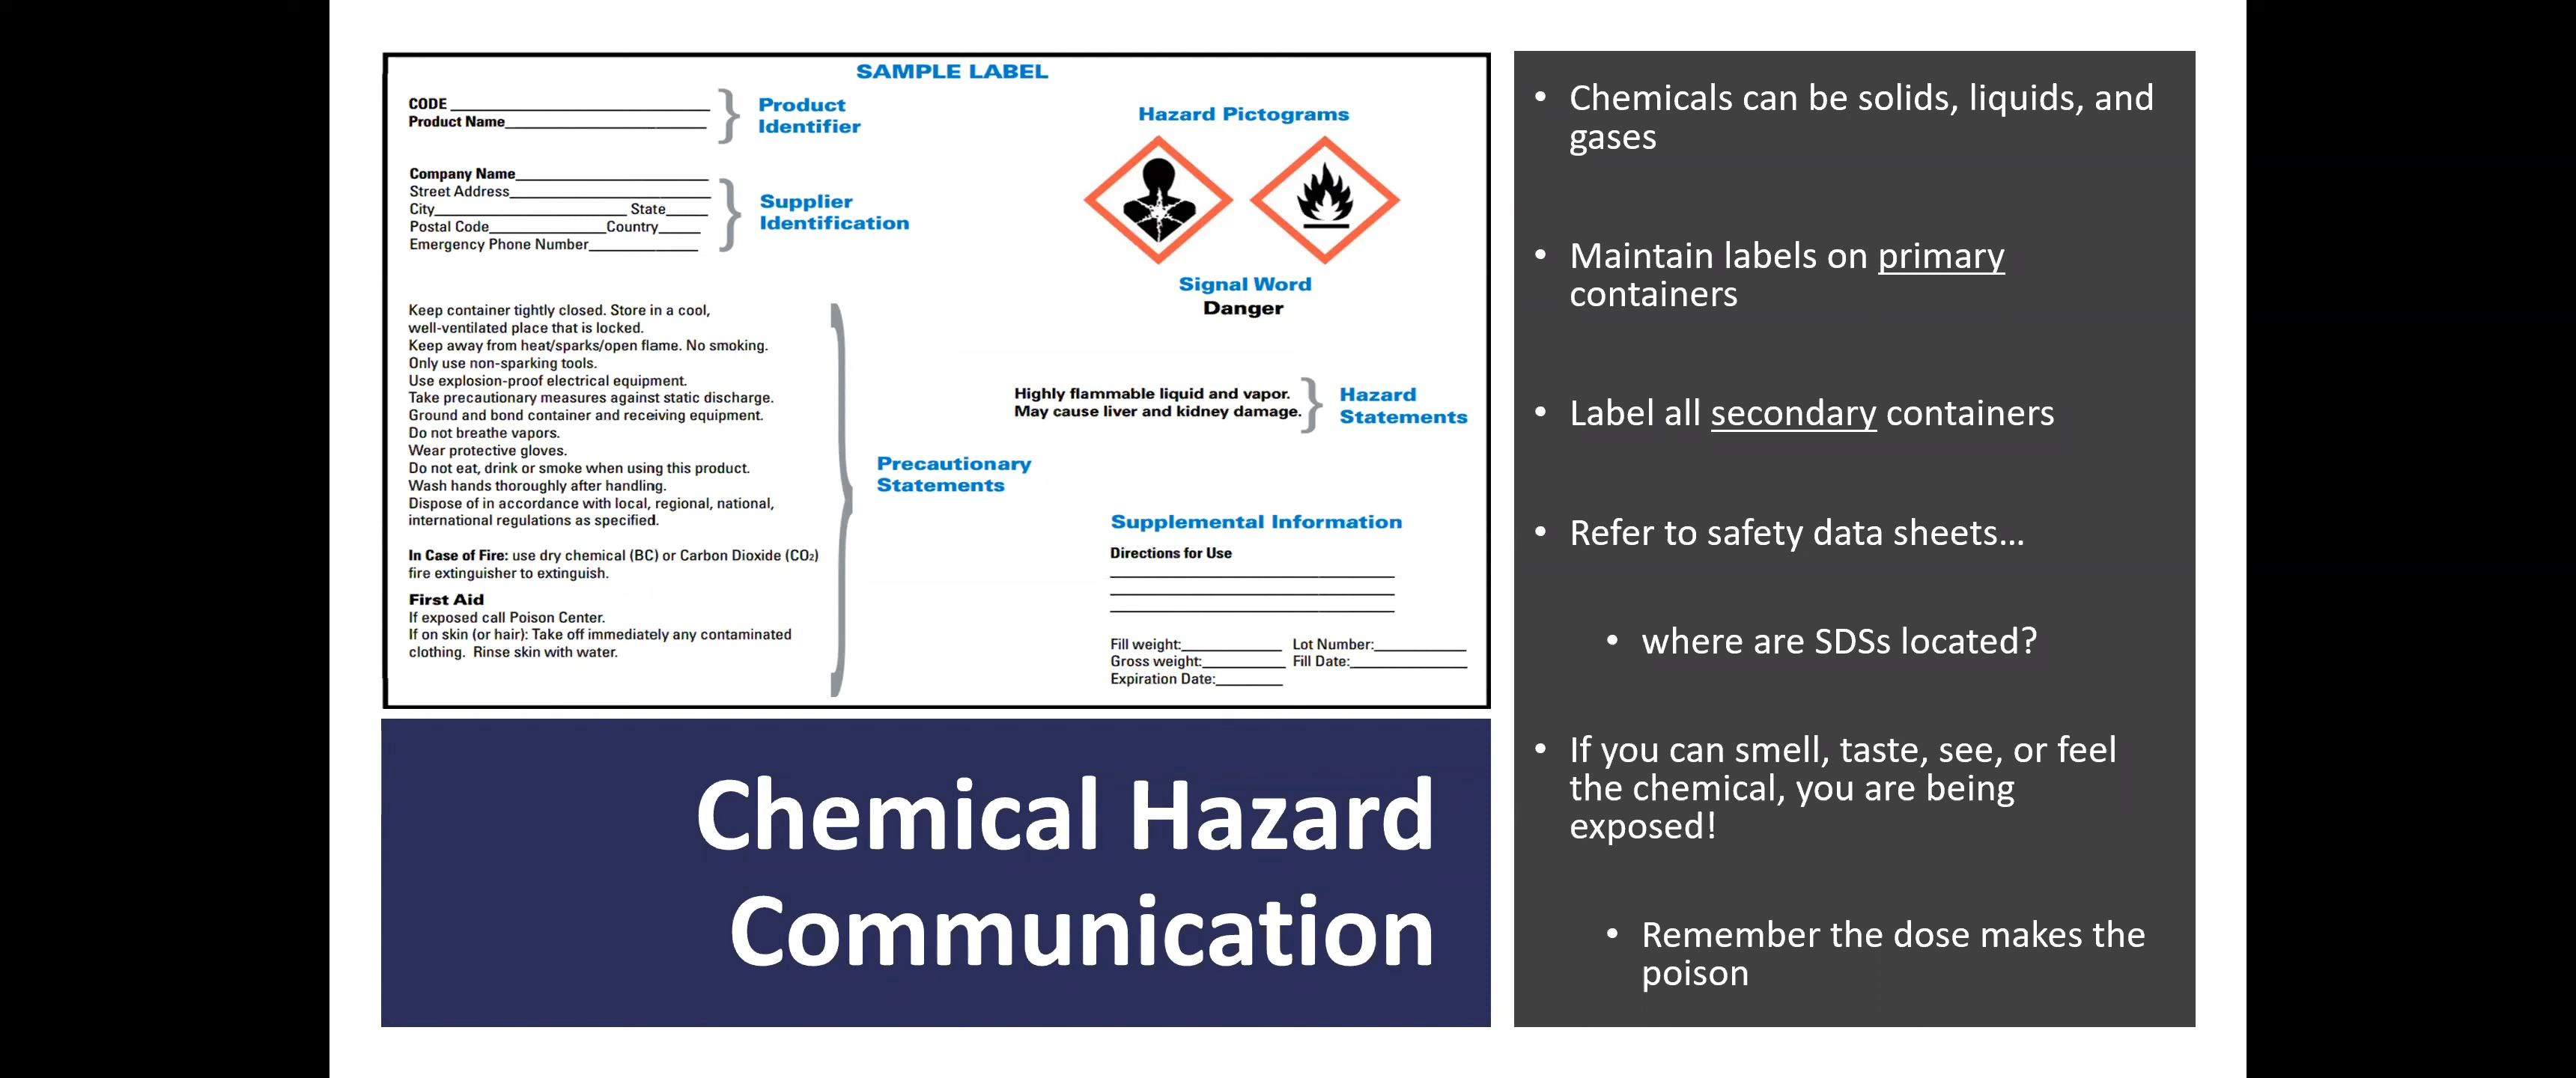 SAMPLE LABEL
CODE
Product Name
Product
Identifier
Company Name
Street Address
City State
Postal Code Country
Emergency Phone Number
Supplier
Identification
Keep container tightly closed. Store in a cool,
well-ventilated place that is locked.
Keep away from heat/sparks/open flame. No smoking.
Only use non-sparking tools.
Use explosion-proof electrical equipment.
Take precautionary measures against static discharge.
Ground and bond container and receiving equipment.
Do not breathe vapors.
Wear protective gloves.
Do not eat, drink or smoke when using this product.
Wash hands thoroughly after handling.
Dispose of in accordance with local, regional, national,
international regulations as specified.
In Case of Fire: use dry chemical (BC) or Carbon Dioxide (CO₂)
fire extinguisher to extinguish.
First Aid
If exposed call Poison Center.
If on skin (or hair): Take off immediately any contaminated
clothing. Rinse skin with water.
Precautionary
Statements
Hazard Pictograms
Signal Word
Danger
Highly flammable liquid and vapor.
May cause liver and kidney damage.
Hazard
Statements
Supplemental Information
Directions for Use
Fill weight: Lot Number:
Gross weight: Fill Date:
Expiration Date:
Chemical Hazard
Communication
• Chemicals can be solids, liquids, and
gases
• Maintain labels on primary
containers
• Label all secondary containers
• Refer to safety data sheets...
• where are SDSs located?
• If you can smell, taste, see, or feel
the chemical, you are being
exposed!
• Remember the dose makes the
poison